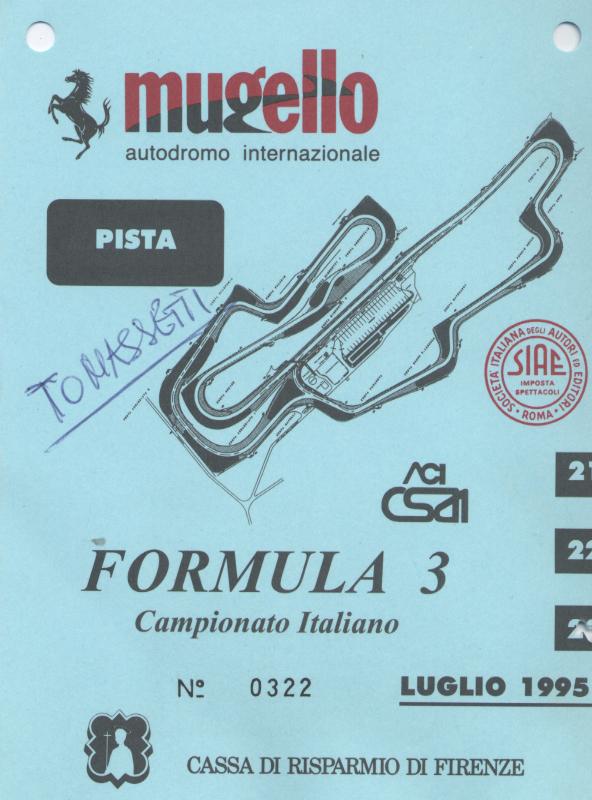 mugello
autodromo internazionale
PISTA
TOMASSETTI
SOCIETA' ITALIANA DEGLI AUTORI ED EDITORI
SIAE
IMPOSTA
SPETTACOLI
· ROMA ·
ACI
CSAI
21
22
FORMULA 3
Campionato Italiano
Nº 0322
LUGLIO 1995
CASSA DI RISPARMIO DI FIRENZE